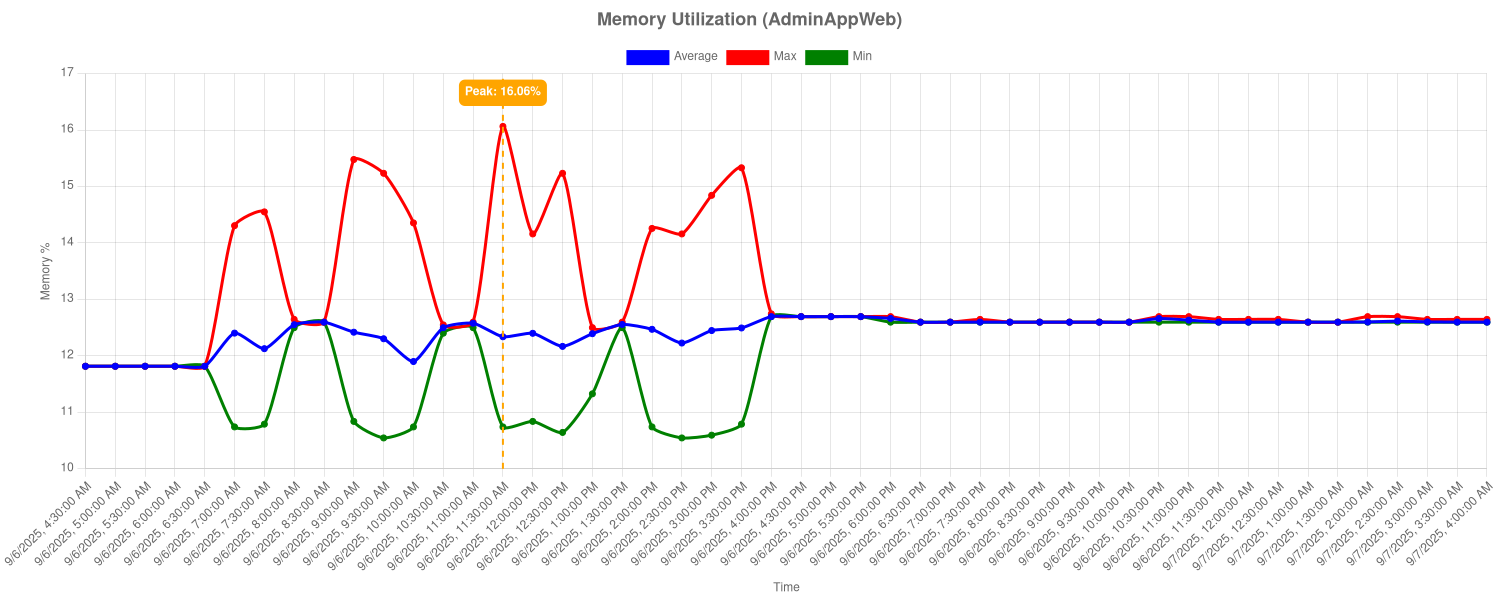 Memory Utilization (AdminAppWeb)
Average Max Min
Peak: 16.06%
17
16
15
14
13
12
11
10
Memory %
9/6/2025, 4:30:00 AM
9/6/2025, 5:00:00 AM
9/6/2025, 5:30:00 AM
9/6/2025, 6:00:00 AM
9/6/2025, 6:30:00 AM
9/6/2025, 7:00:00 AM
9/6/2025, 7:30:00 AM
9/6/2025, 8:00:00 AM
9/6/2025, 8:30:00 AM
9/6/2025, 9:00:00 AM
9/6/2025, 9:30:00 AM
9/6/2025, 10:00:00 AM
9/6/2025, 10:30:00 AM
9/6/2025, 11:00:00 AM
9/6/2025, 11:30:00 AM
9/6/2025, 12:00:00 PM
9/6/2025, 12:30:00 PM
9/6/2025, 1:00:00 PM
9/6/2025, 1:30:00 PM
9/6/2025, 2:00:00 PM
9/6/2025, 2:30:00 PM
9/6/2025, 3:00:00 PM
9/6/2025, 3:30:00 PM
9/6/2025, 4:00:00 PM
9/6/2025, 4:30:00 PM
9/6/2025, 5:00:00 PM
9/6/2025, 5:30:00 PM
9/6/2025, 6:00:00 PM
9/6/2025, 6:30:00 PM
9/6/2025, 7:00:00 PM
9/6/2025, 7:30:00 PM
9/6/2025, 8:00:00 PM
9/6/2025, 8:30:00 PM
9/6/2025, 9:00:00 PM
9/6/2025, 9:30:00 PM
9/6/2025, 10:00:00 PM
9/6/2025, 10:30:00 PM
9/6/2025, 11:00:00 PM
9/6/2025, 11:30:00 PM
9/7/2025, 12:00:00 AM
9/7/2025, 12:30:00 AM
9/7/2025, 1:00:00 AM
9/7/2025, 1:30:00 AM
9/7/2025, 2:00:00 AM
9/7/2025, 2:30:00 AM
9/7/2025, 3:00:00 AM
9/7/2025, 3:30:00 AM
9/7/2025, 4:00:00 AM
Time